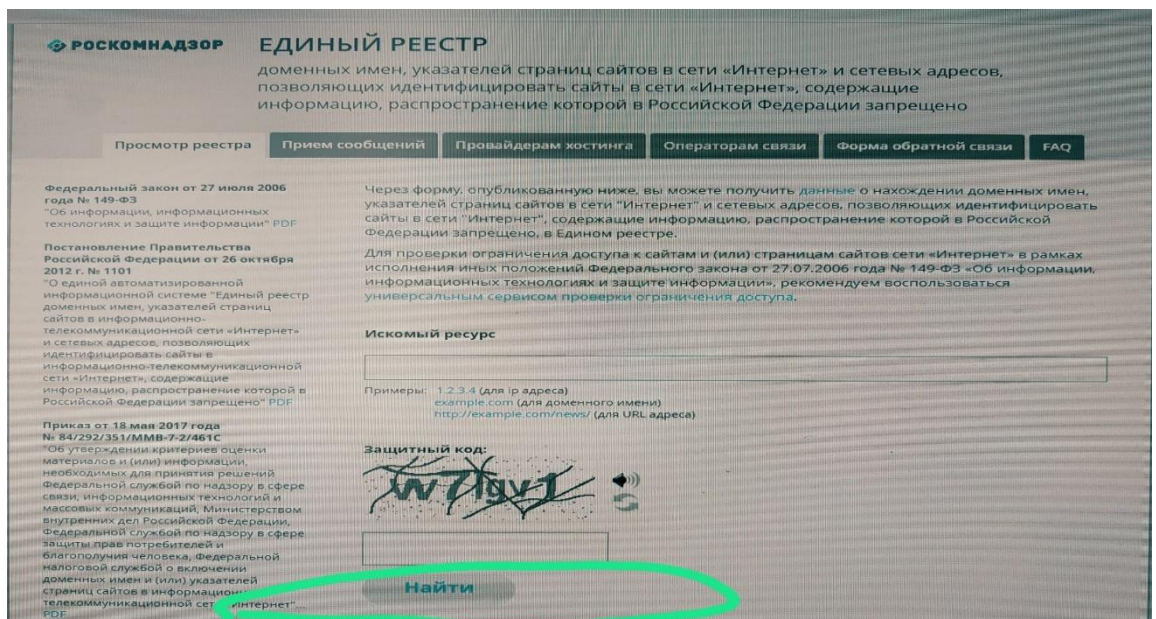 РОСКОМНАДЗОР
ЕДИНЫЙ РЕЕСТР
доменных имен, указателей страниц сайтов в сети «Интернет» и сетевых адресов,
позволяющих идентифицировать сайты в сети «Интернет», содержащие
информацию, распространение которой в Российской Федерации запрещено
Просмотр реестра
Прием сообщений
Провайдерам хостинга
Операторам связи
Форма обратной связи
FAQ
Федеральный закон от 27 июля 2006
года № 149-ФЗ
"Об информации, информационных
технологиях и защите информации" PDF
Постановление Правительства
Российской Федерации от 26 октября
2012 г. № 1101
"О единой автоматизированной
информационной системе "Единый реестр
доменных имен, указателей страниц
сайтов в информационно-
телекоммуникационной сети «Интернет»
и сетевых адресов, позволяющих
идентифицировать сайты в
информационно-телекоммуникационной
сети «Интернет», содержащие
информацию, распространение которой в
Российской Федерации запрещено" PDF
Приказ от 18 мая 2017 года
№ 84/292/351/ММВ-7-2/461С
"Об утверждении критериев оценки
материалов и (или) информации,
необходимых для принятия решений
Федеральной службой по надзору в сфере
связи, информационных технологий и
массовых коммуникаций, Министерством
внутренних дел Российской Федерации,
Федеральной службой по надзору в сфере
защиты прав потребителей и
благополучия человека, Федеральной
налоговой службой о включении
доменных имен и (или) указателей
страниц сайтов в
телекоммуникационной
PDF
Через форму, опубликованную ниже, вы можете получить данные о нахождении доменных имен,
указателей страниц сайтов в сети "Интернет" и сетевых адресов, позволяющих идентифицировать
сайты в сети "Интернет", содержащие информацию, распространение которой в Российской
Федерации запрещено, в Едином реестре.
Для проверки ограничения доступа к сайтам и (или) страницам сайтов сети «Интернет» в рамках
исполнения иных положений Федерального закона от 27.07.2006 года № 149-ФЗ «Об информации,
информационных технологиях и защите информации», рекомендуем воспользоваться
универсальным сервисом проверки ограничения доступа.
Искомый ресурс
Примеры: 1.2.3.4 (для ip адреса)
example.com (для доменного имени)
http://example.com/news/ (для URL адреса)
Защитный код:
Найти